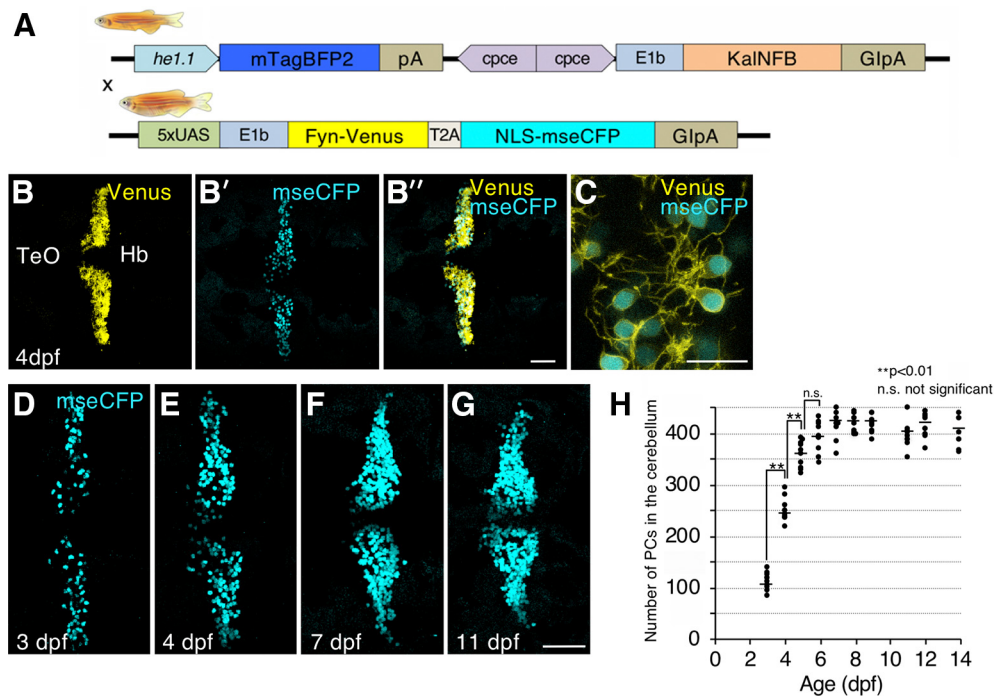 A
he1.1 mTagBFP2 pA cpce cpce E1b KalNFB GlpA
x
5xUAS E1b Fyn-Venus T2A NLS-mseCFP GlpA
B Venus
TeO Hb
4dpf
B′ mseCFP
B″ Venus
mseCFP
C Venus
mseCFP
D mseCFP
3 dpf
E
4 dpf
F
7 dpf
G
11 dpf
H
**p<0.01
n.s. not significant
n.s.
**
**
Number of PCs in the cerebellum
400
300
200
100
0
0 2 4 6 8 10 12 14
Age (dpf)